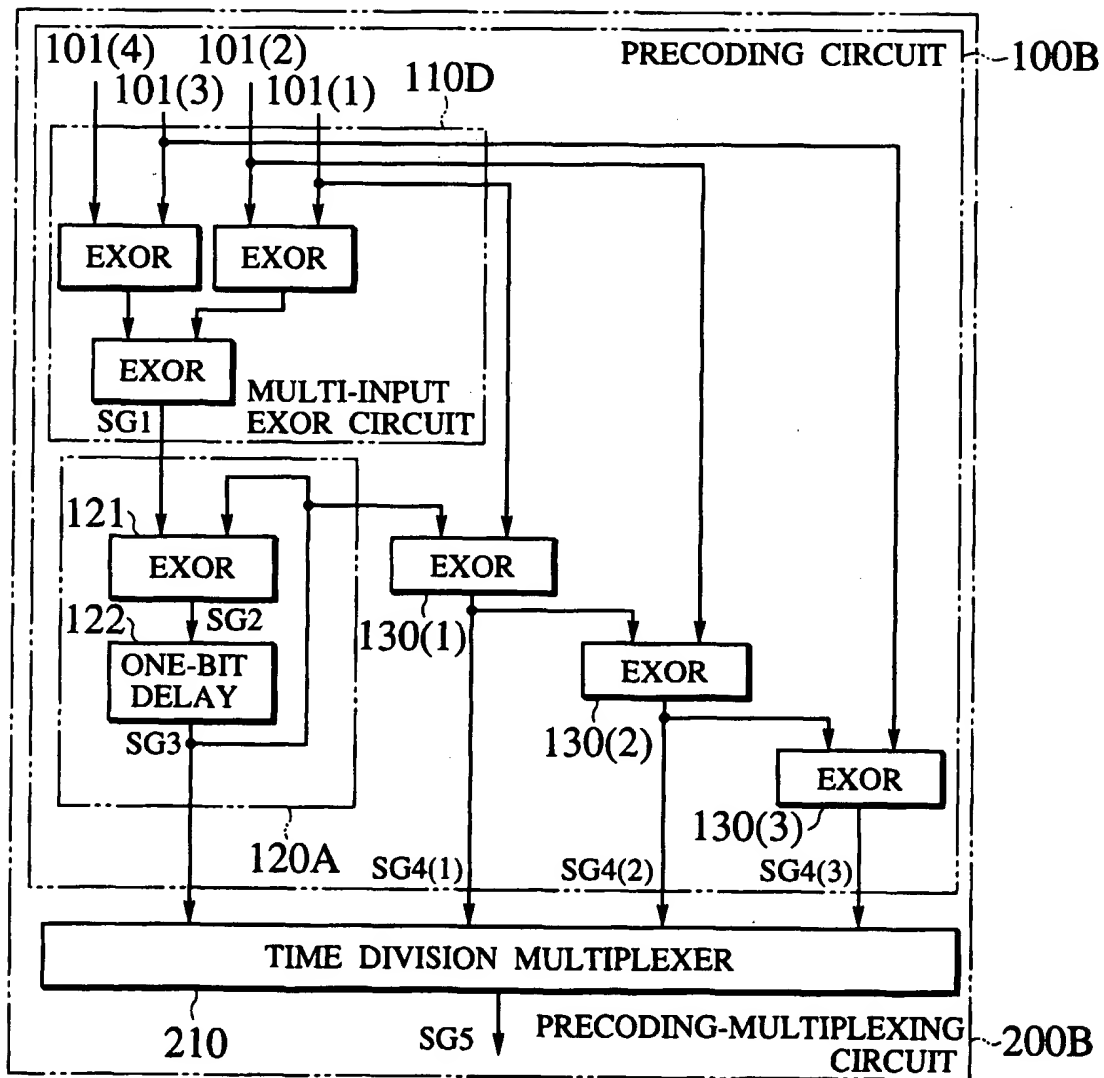 101(4)
101(2)
PRECODING CIRCUIT
100B
101(3)
101(1)
110D
EXOR
EXOR
EXOR
MULTI-INPUT
EXOR CIRCUIT
SG1
121
EXOR
EXOR
SG2
122
130(1)
ONE-BIT
DELAY
EXOR
SG3
130(2)
EXOR
130(3)
120A
SG4(1)
SG4(2)
SG4(3)
TIME DIVISION MULTIPLEXER
210
SG5
PRECODING-MULTIPLEXING
CIRCUIT
200B